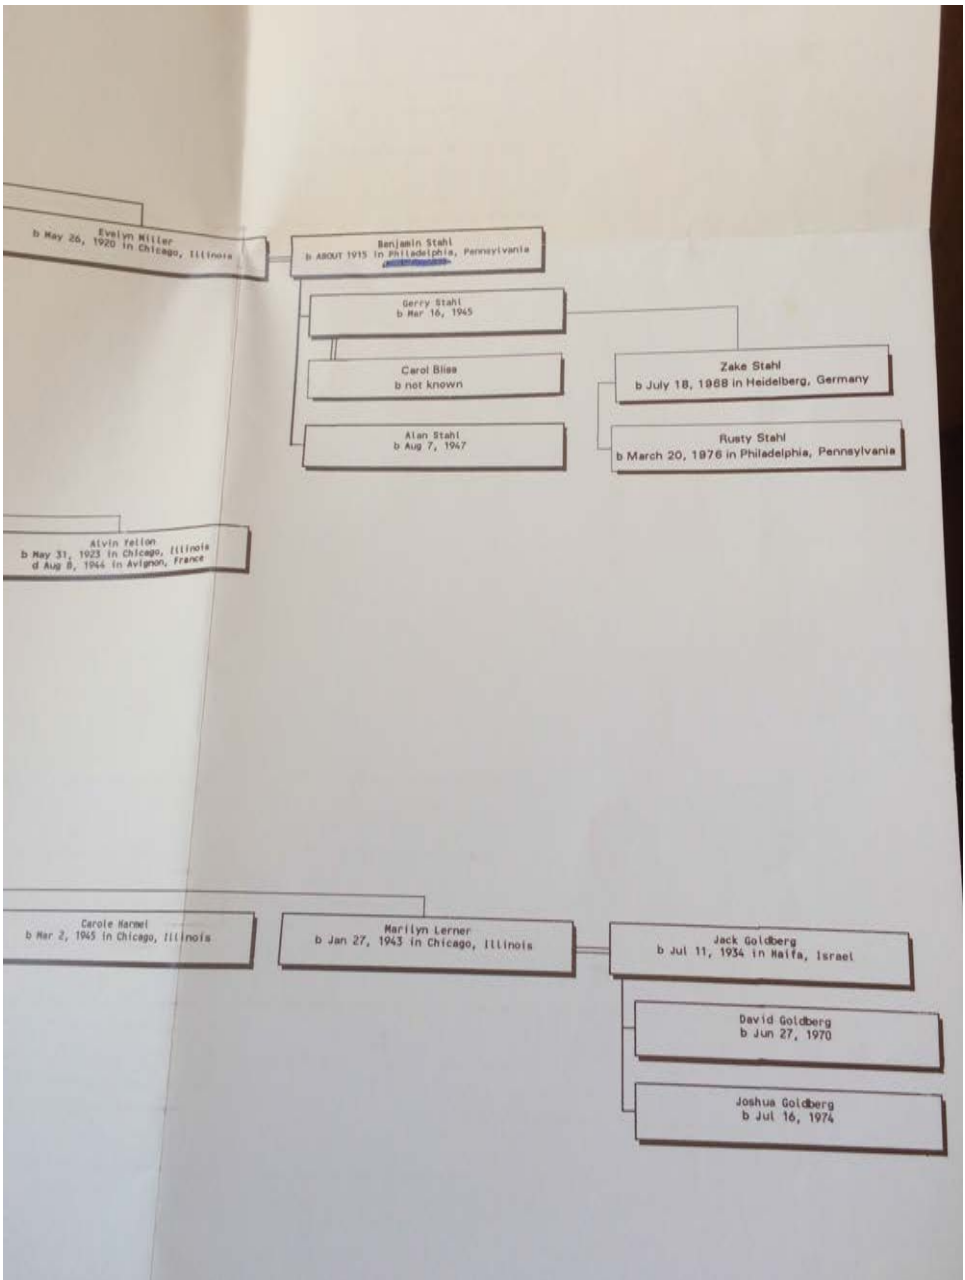 Evelyn Miller
b May 26, 1920 in Chicago, Illinois
Benjamin Stahl
b ABOUT 1915 in Philadelphia, Pennsylvania
Gerry Stahl
b Mar 16, 1945
Carol Bliss
b not known
Alan Stahl
b Aug 7, 1947
Zake Stahl
b July 18, 1968 in Heidelberg, Germany
Rusty Stahl
b March 20, 1976 in Philadelphia, Pennsylvania
Alvin Yellon
b May 31, 1923 in Chicago, Illinois
d Aug 8, 1944 in Avignon, France
Carole Harmel
b Mar 2, 1945 in Chicago, Illinois
Marilyn Lerner
b Jan 27, 1943 in Chicago, Illinois
Jack Goldberg
b Jul 11, 1934 in Haifa, Israel
David Goldberg
b Jun 27, 1970
Joshua Goldberg
b Jul 16, 1974